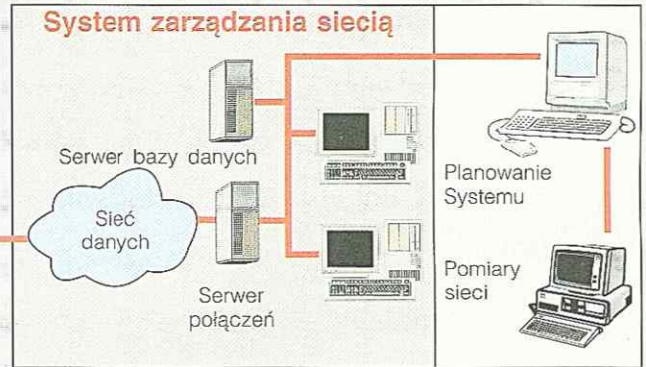 System zarządzania siecią
Serwer bazy danych
Sieć
danych
Serwer
połączeń
Planowanie
Systemu
Pomiary
sieci